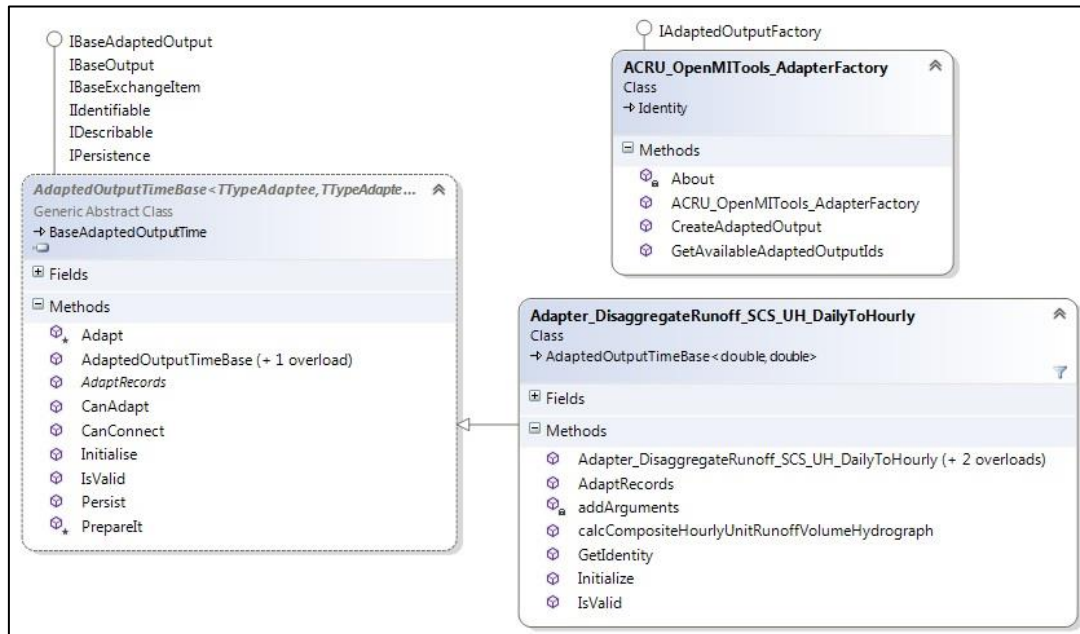 IBaseAdaptedOutput
IBaseOutput
IBaseExchangeItem
IIdentifiable
IDescribable
IPersistence
AdaptedOutputTimeBase<TTypeAdaptee,TTypeAdapte...
Generic Abstract Class
→ BaseAdaptedOutputTime
Fields
Methods
Adapt
AdaptedOutputTimeBase (+ 1 overload)
AdaptRecords
CanAdapt
CanConnect
Initialise
IsValid
Persist
PrepareIt
IAdaptedOutputFactory
ACRU_OpenMITools_AdapterFactory
Class
→ Identity
Methods
About
ACRU_OpenMITools_AdapterFactory
CreateAdaptedOutput
GetAvailableAdaptedOutputIds
Adapter_DisaggregateRunoff_SCS_UH_DailyToHourly
Class
→ AdaptedOutputTimeBase<double,double>
Fields
Methods
Adapter_DisaggregateRunoff_SCS_UH_DailyToHourly (+ 2 overloads)
AdaptRecords
addArguments
calcCompositeHourlyUnitRunoffVolumeHydrograph
GetIdentity
Initialize
IsValid